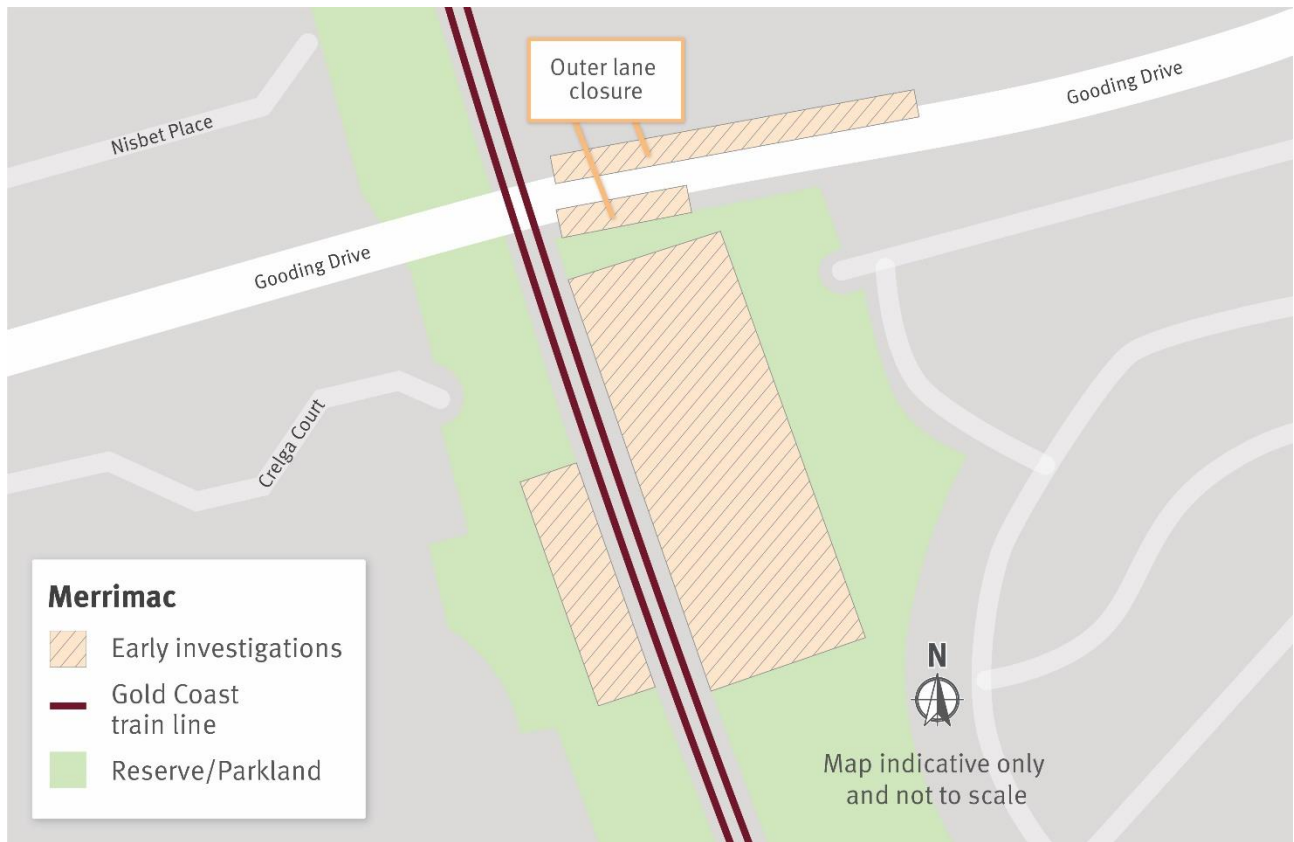 Outer lane
closure
Gooding Drive
Nisbet Place
Gooding Drive
Crelga Court
Merrimac
Early investigations
Gold Coast
train line
Reserve/Parkland
N
Map indicative only
and not to scale